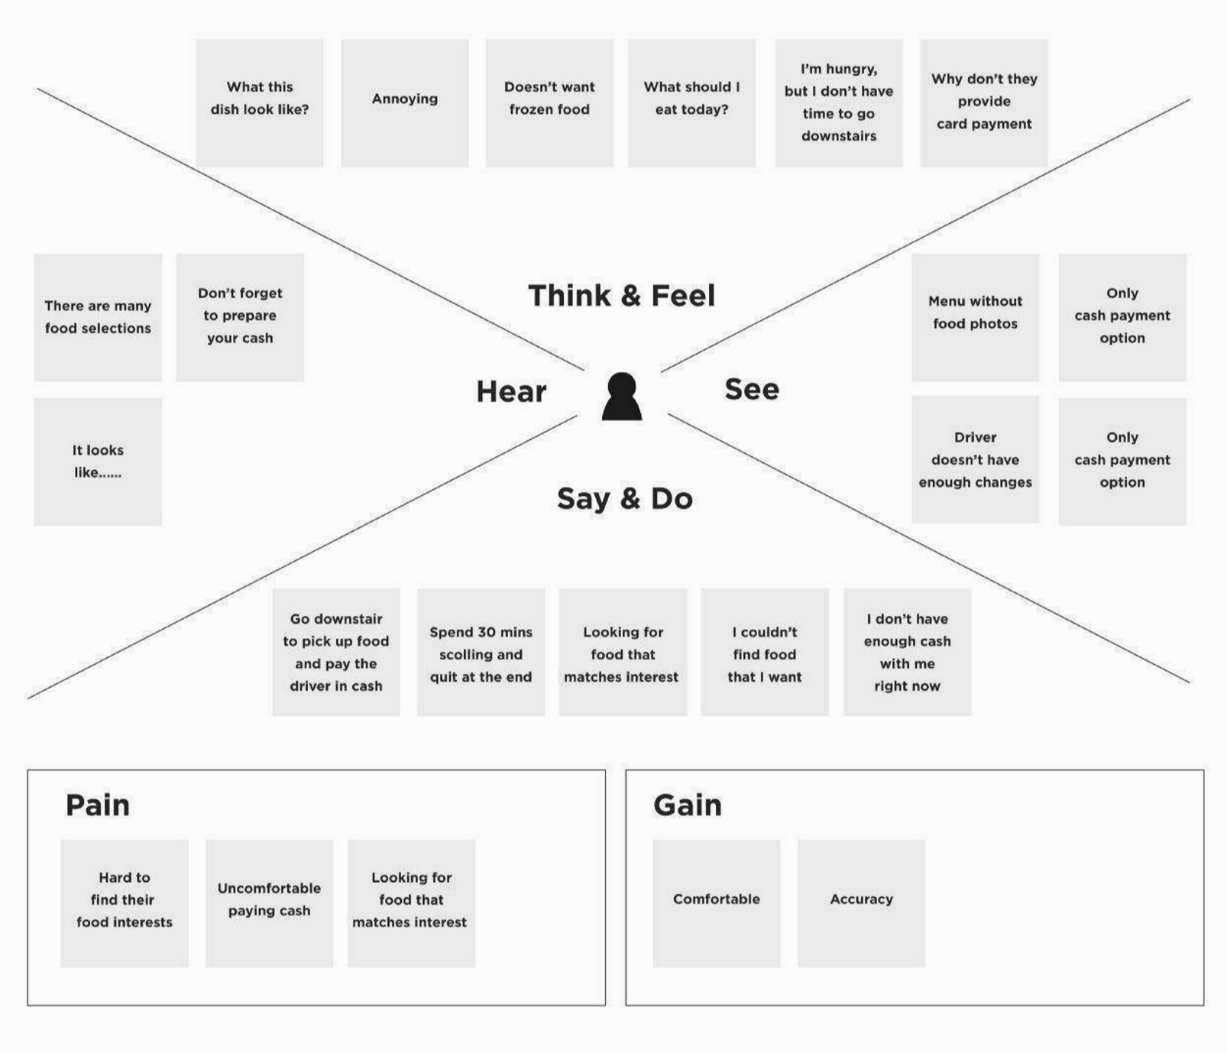 What this
dish look like?
Annoying
Doesn't want
frozen food
What should I
eat today?
I'm hungry,
but I don't have
time to go
downstairs
Why don't they
provide
card payment
Think & Feel
There are many
food selections
Don't forget
to prepare
your cash
It looks
like......
Hear
See
Menu without
food photos
Only
cash payment
option
Driver
doesn't have
enough changes
Only
cash payment
option
Say & Do
Go downstair
to pick up food
and pay the
driver in cash
Spend 30 mins
scolling and
quit at the end
Looking for
food that
matches interest
I couldn't
find food
that I want
I don't have
enough cash
with me
right now
Pain
Hard to
find their
food interests
Uncomfortable
paying cash
Looking for
food that
matches interest
Gain
Comfortable
Accuracy